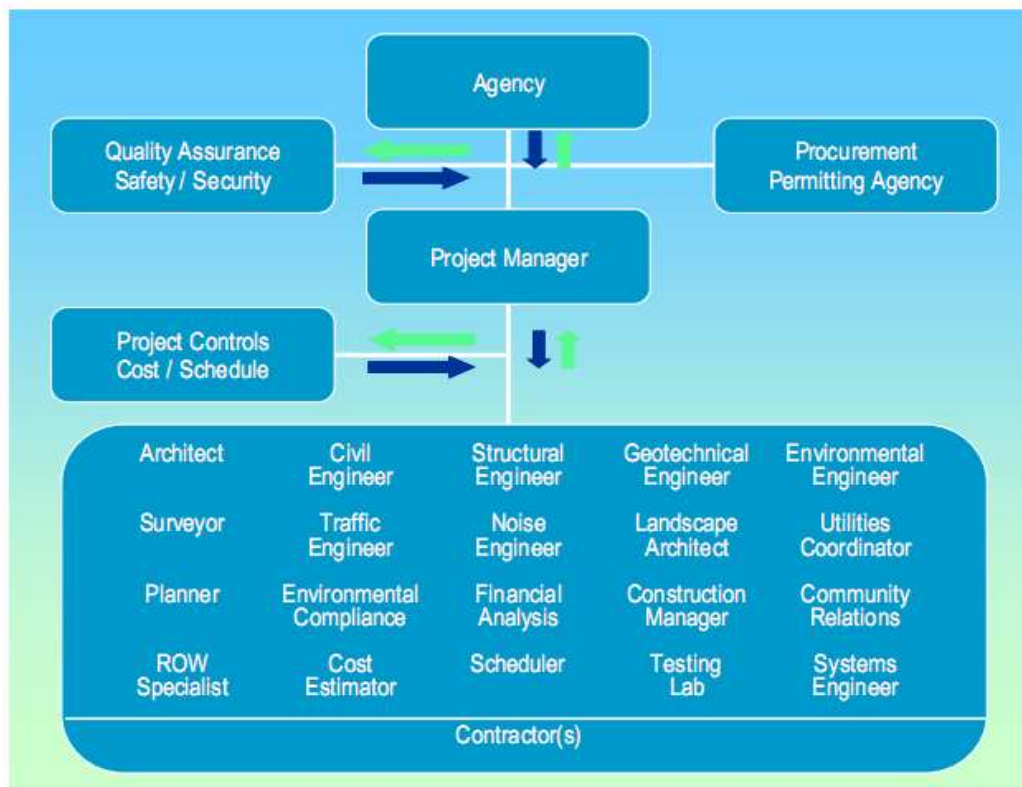 Agency
Quality Assurance
Safety / Security
Procurement
Permitting Agency
Project Manager
Project Controls
Cost / Schedule
Architect
Civil
Engineer
Structural
Engineer
Geotechnical
Engineer
Environmental
Engineer
Surveyor
Traffic
Engineer
Noise
Engineer
Landscape
Architect
Utilities
Coordinator
Planner
Environmental
Compliance
Financial
Analysis
Construction
Manager
Community
Relations
ROW
Specialist
Cost
Estimator
Scheduler
Testing
Lab
Systems
Engineer
Contractor(s)